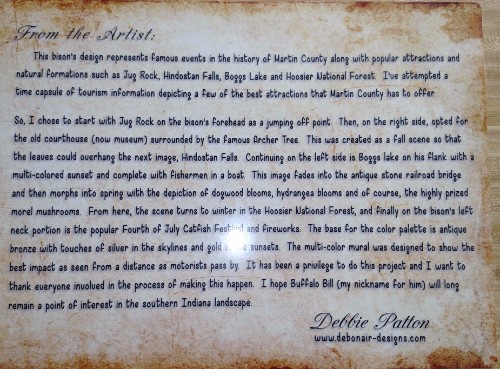 From the Artist:
This bison's design represents famous events in the history of Martin County along with popular attractions and
natural formations such as Jug Rock, Hindostan Falls, Boggs Lake and Hoosier National Forest. I've attempted a
time capsule of tourism information depicting a few of the best attractions that Martin County has to offer.
So, I chose to start with Jug Rock on the bison's forehead as a jumping off point. Then, on the right side, opted for
the old courthouse (now museum) surrounded by the famous Archer Tree. This was created as a fall scene so that
the leaves could overhang the next image, Hindostan Falls. Continuing on the left side is Boggs lake on his flank with a
multi-colored sunset and complete with fishermen in a boat. This image fades into the antique stone railroad bridge
and then morphs into spring with the depiction of dogwood blooms, hydrangea blooms and of course, the highly prized
morel mushrooms. From here, the scene turns to winter in the Hoosier National Forest, and finally on the bison's left
neck portion is the popular Fourth of July Catfish Festival and fireworks. The base for the color palette is antique
bronze with touches of silver in the skylines and gold sunsets. The multi-color mural was designed to show the
best impact as seen from a distance as motorists pass by. It has been a privilege to do this project and I want to
thank everyone involved in the process of making this happen. I hope Buffalo Bill (my nickname for him) will long
remain a point of interest in the southern Indiana landscape.
Debbie Patton
www.debonair-designs.com